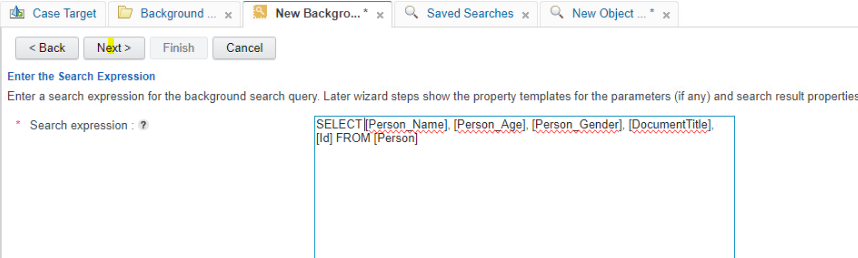 Case Target
Background ...
New Backgro... *
Saved Searches
New Object ... *
< Back
Next >
Finish
Cancel
Enter the Search Expression
Enter a search expression for the background search query. Later wizard steps show the property templates for the parameters (if any) and search result properties
* Search expression : ?
SELECT [Person_Name], [Person_Age], [Person_Gender], [DocumentTitle],
[Id] FROM [Person]